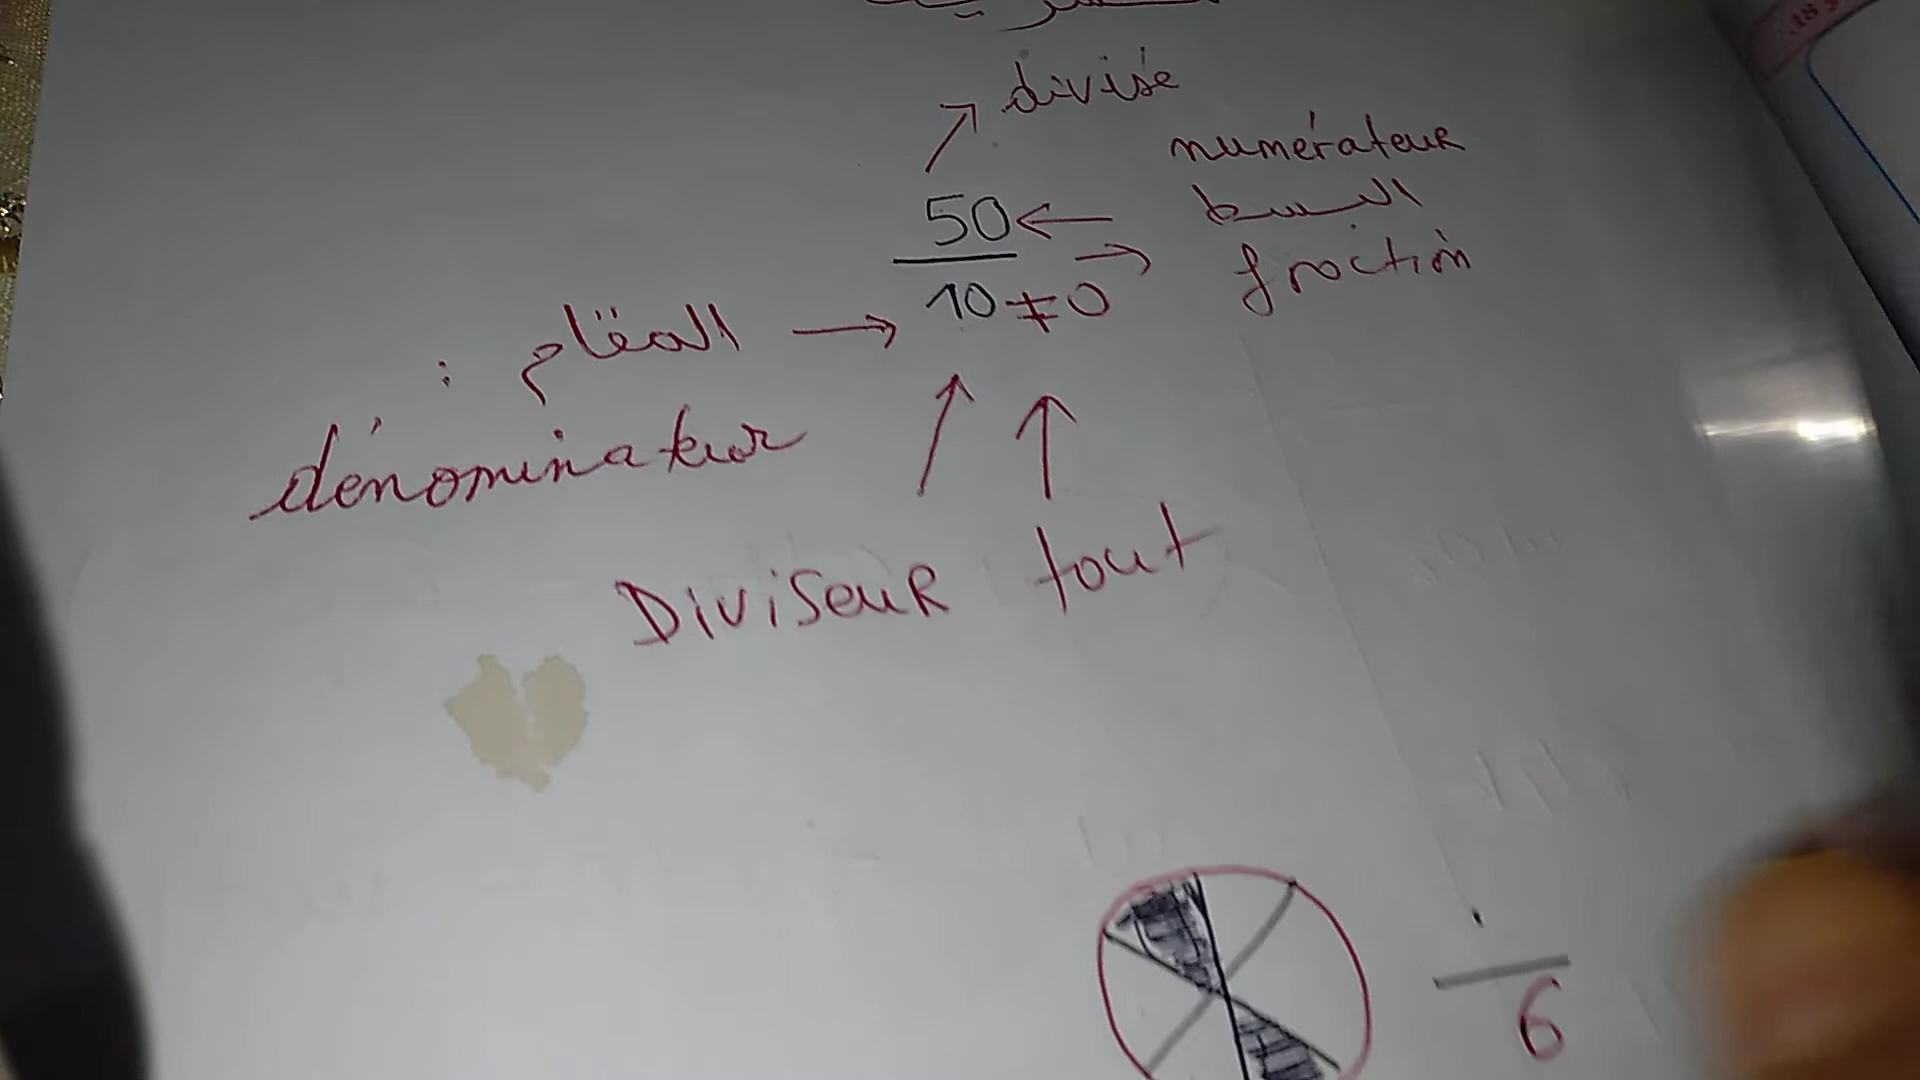 divisé
numérateur
50 ← البسط
10 ≠ 0 → fraction
المقام → :
dénominateur
Diviseur tout
6